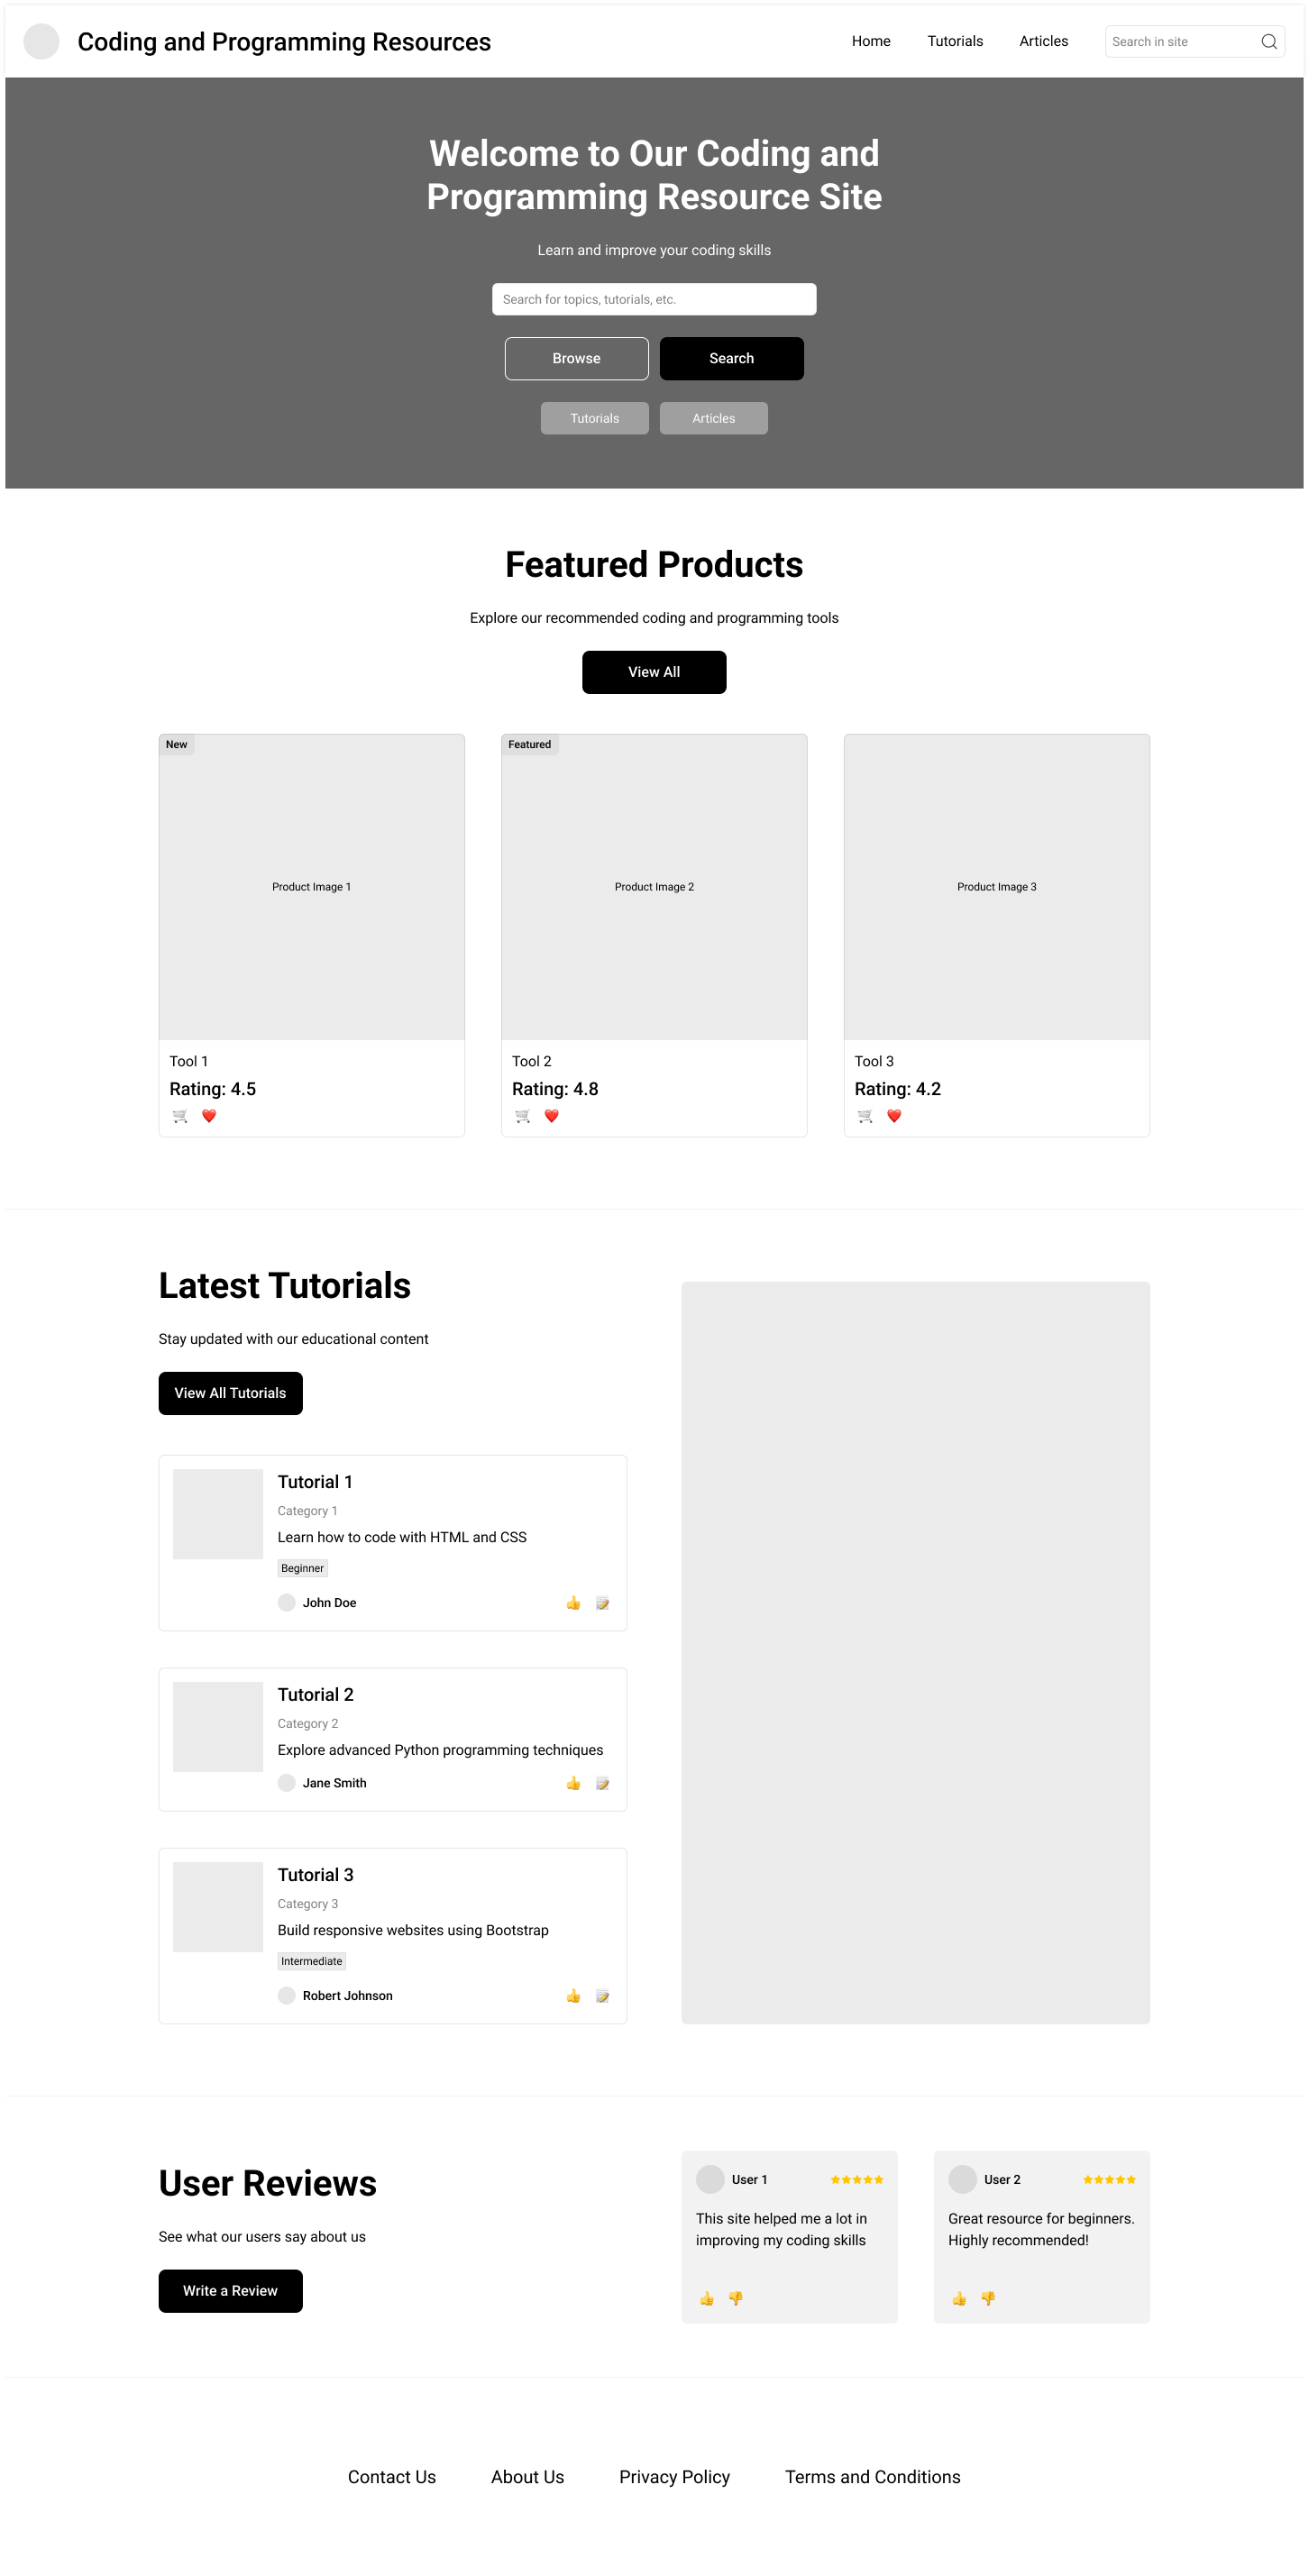 Coding and Programming Resources
Home
Tutorials
Articles
Search in site
Welcome to Our Coding and
Programming Resource Site
Learn and improve your coding skills
Search for topics, tutorials, etc.
Browse
Search
Tutorials
Articles
Featured Products
Explore our recommended coding and programming tools
View All
New
Product Image 1
Tool 1
Rating: 4.5
Featured
Product Image 2
Tool 2
Rating: 4.8
Product Image 3
Tool 3
Rating: 4.2
Latest Tutorials
Stay updated with our educational content
View All Tutorials
Tutorial 1
Category 1
Learn how to code with HTML and CSS
Beginner
John Doe
Tutorial 2
Category 2
Explore advanced Python programming techniques
Jane Smith
Tutorial 3
Category 3
Build responsive websites using Bootstrap
Intermediate
Robert Johnson
User Reviews
See what our users say about us
Write a Review
User 1
This site helped me a lot in
improving my coding skills
User 2
Great resource for beginners.
Highly recommended!
Contact Us
About Us
Privacy Policy
Terms and Conditions